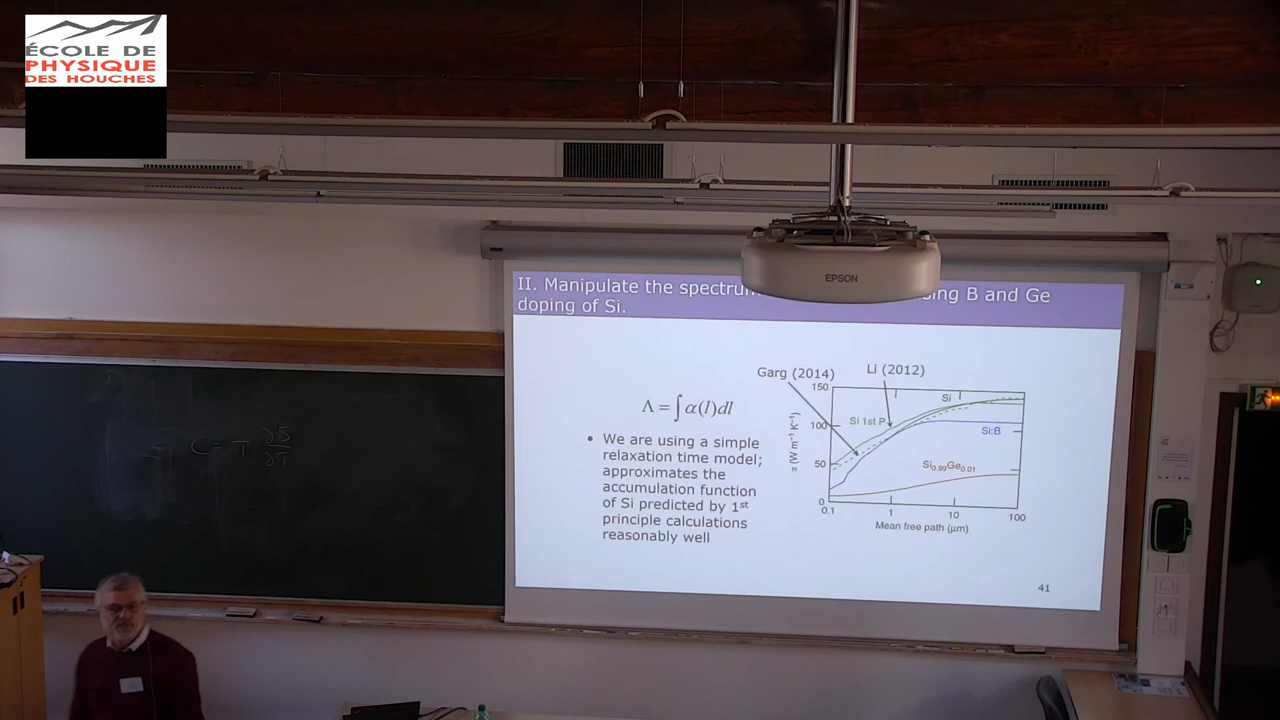 ÉCOLE DE
PHYSIQUE
DES HOUCHES
EPSON
II. Manipulate the
sing B and Ge
doping of Si.
Λ = ∫ α(l)dl
• We are using a simple
relaxation time model;
approximates the
accumulation function
of Si predicted by 1st
principle calculations
reasonably well
Garg (2014)
Li (2012)
150
100
50
0
Si
Si 1st P
Si:B
Si0.99Ge0.01
0.1
1
10
100
Mean free path (μm)
41
C = T ∂S
∂T